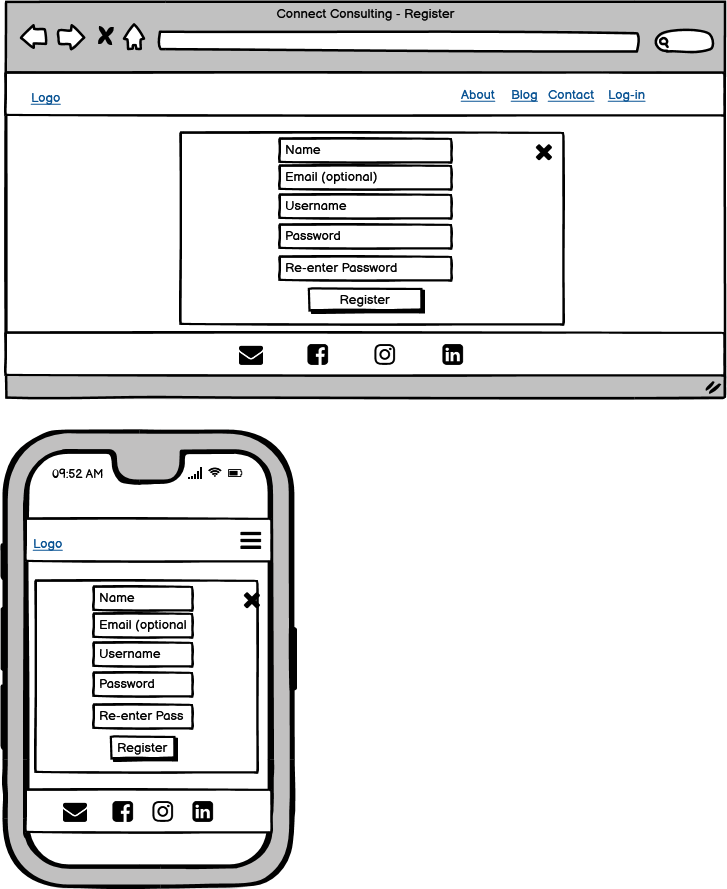 Connect Consulting - Register
Logo About Blog Contact Log-in
Name
Email (optional)
Username
Password
Re-enter Password
Register
09:52 AM
Logo
Name
Email (optional
Username
Password
Re-enter Pass
Register